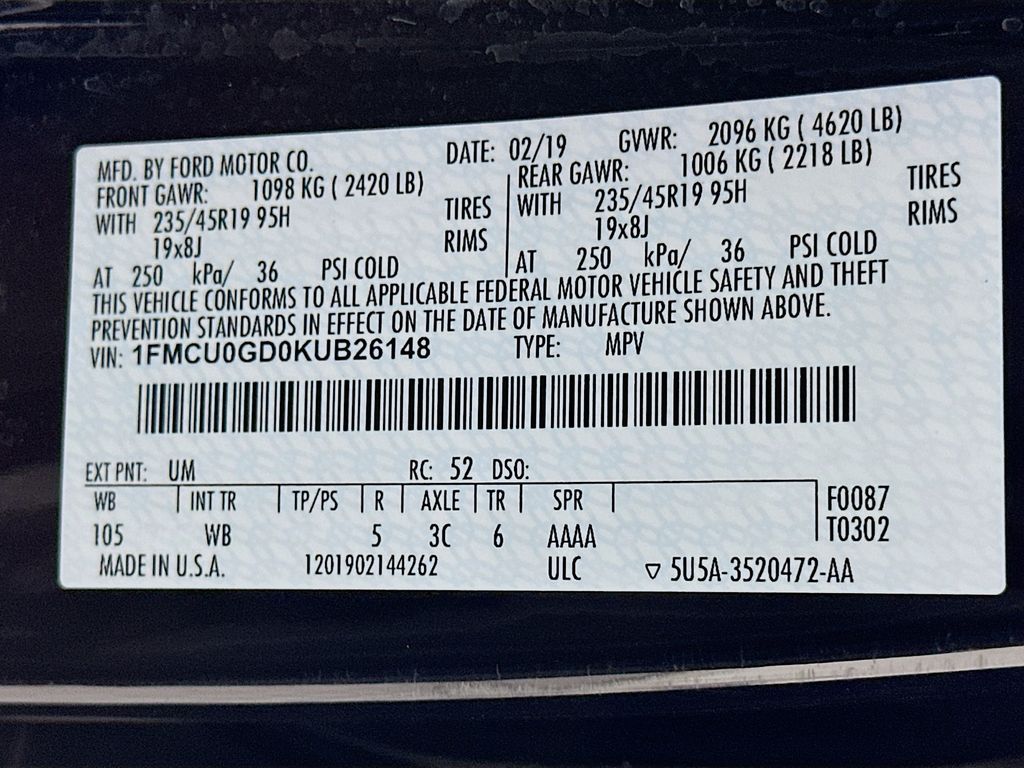 MFD. BY FORD MOTOR CO. DATE: 02/19 GVWR: 2096 KG ( 4620 LB)
FRONT GAWR: 1098 KG ( 2420 LB) REAR GAWR: 1006 KG ( 2218 LB)
WITH 235/45R19 95H TIRES WITH 235/45R19 95H TIRES
19x8J RIMS 19x8J RIMS
AT 250 kPa/ 36 PSI COLD AT 250 kPa/ 36 PSI COLD
THIS VEHICLE CONFORMS TO ALL APPLICABLE FEDERAL MOTOR VEHICLE SAFETY AND THEFT
PREVENTION STANDARDS IN EFFECT ON THE DATE OF MANUFACTURE SHOWN ABOVE.
VIN: 1FMCU0GD0KUB26148 TYPE: MPV
EXT PNT: UM RC: 52 DSO:
WB INT TR TP/PS R AXLE TR SPR F0087
105 WB 5 3C 6 AAAA T0302
MADE IN U.S.A. 1201902144262 ULC ▽ 5U5A-3520472-AA